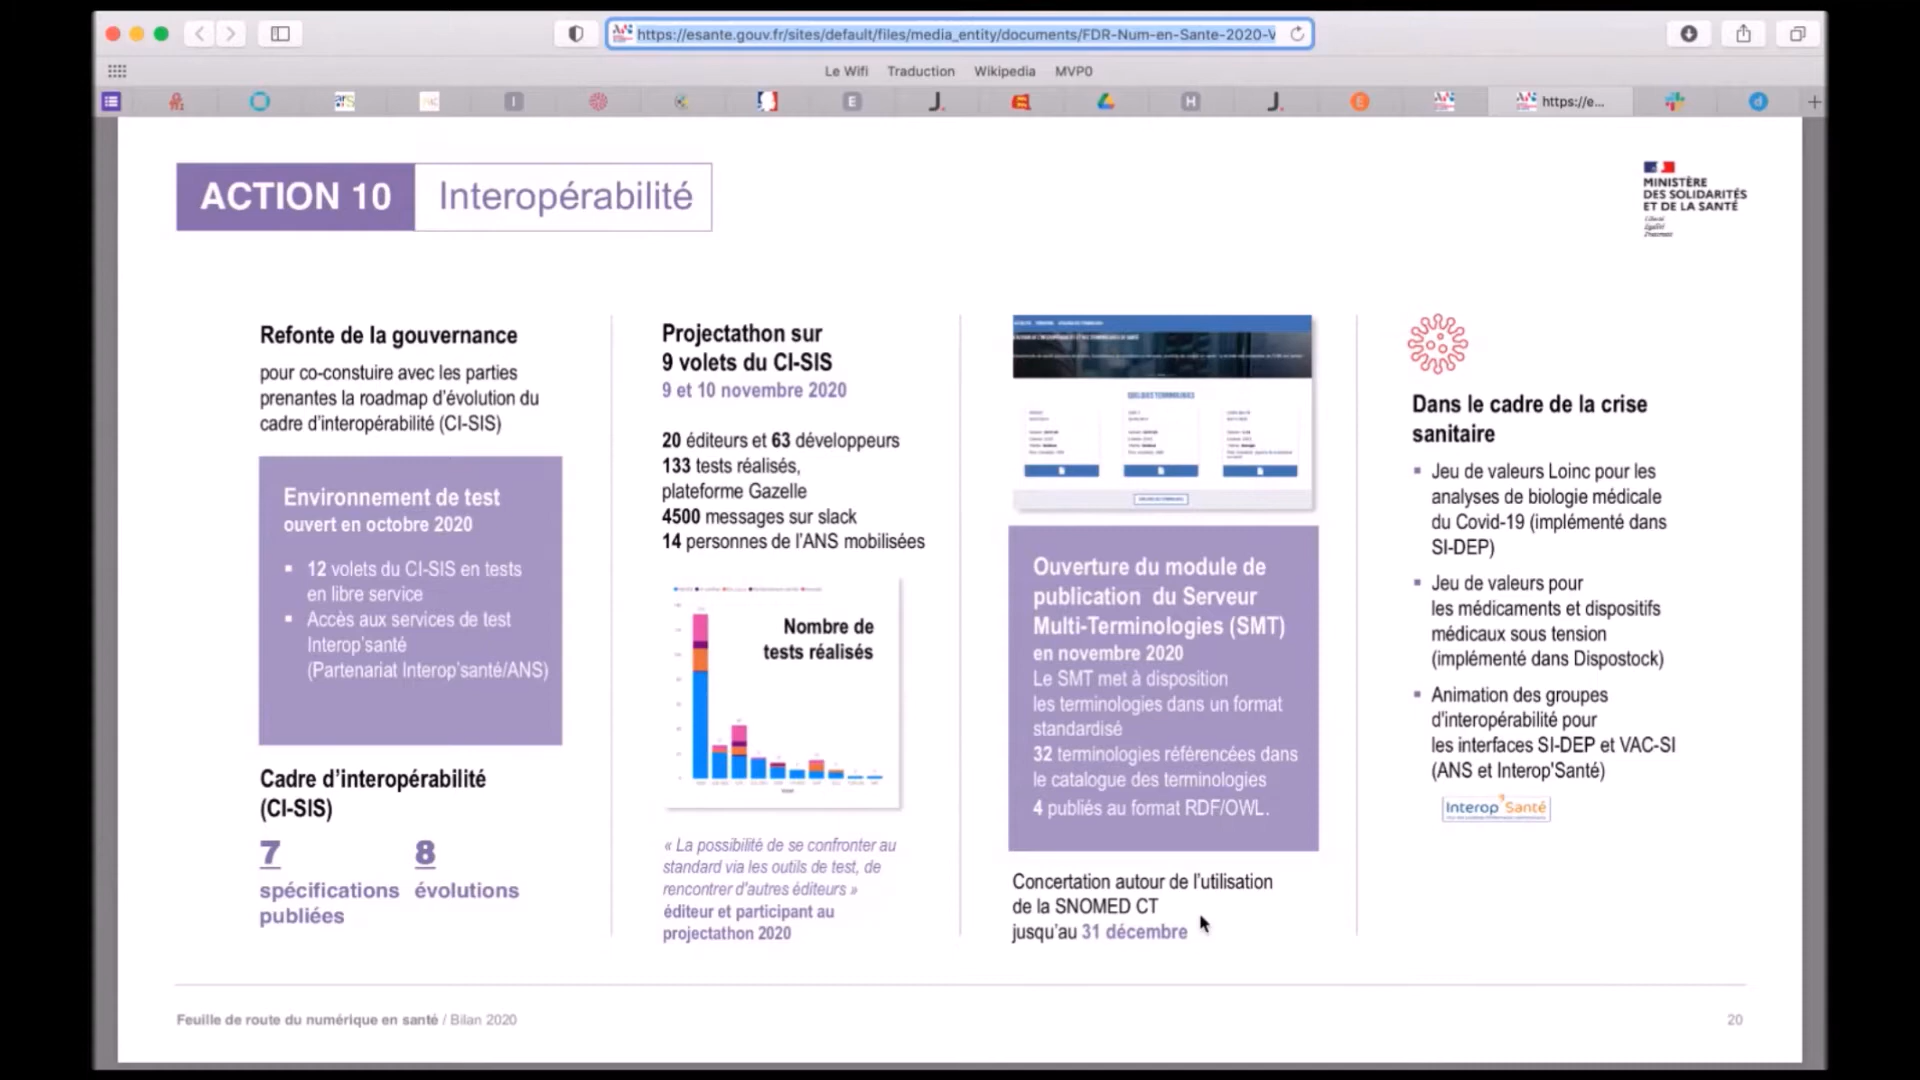 https://esante.gouv.fr/sites/default/files/media_entity/documents/FDR-Num-en-Sante-2020-V
Le Wifi Traduction Wikipedia MVP0
https://e...
ACTION 10 Interopérabilité
MINISTÈRE
DES SOLIDARITÉS
ET DE LA SANTÉ
Liberté
Égalité
Fraternité
Refonte de la gouvernance
pour co-constuire avec les parties
prenantes la roadmap d’évolution du
cadre d’interopérabilité (CI-SIS)
Environnement de test
ouvert en octobre 2020
12 volets du CI-SIS en tests
en libre service
Accès aux services de test
Interop’santé
(Partenariat Interop’santé/ANS)
Cadre d’interopérabilité
(CI-SIS)
7 8
spécifications évolutions
publiées
Projectathon sur
9 volets du CI-SIS
9 et 10 novembre 2020
20 éditeurs et 63 développeurs
133 tests réalisés,
plateforme Gazelle
4500 messages sur slack
14 personnes de l’ANS mobilisées
Nombre de
tests réalisés
« La possibilité de se confronter au
standard via les outils de test, de
rencontrer d’autres éditeurs »
éditeur et participant au
projectathon 2020
QUELQUES TERMINOLOGIES
Ouverture du module de
publication du Serveur
Multi-Terminologies (SMT)
en novembre 2020
Le SMT met à disposition
les terminologies dans un format
standardisé
32 terminologies référencées dans
le catalogue des terminologies
4 publiés au format RDF/OWL.
Concertation autour de l’utilisation
de la SNOMED CT
jusqu’au 31 décembre
Dans le cadre de la crise
sanitaire
Jeu de valeurs Loinc pour les
analyses de biologie médicale
du Covid-19 (implémenté dans
SI-DEP)
Jeu de valeurs pour
les médicaments et dispositifs
médicaux sous tension
(implémenté dans Dispostock)
Animation des groupes
d'interopérabilité pour
les interfaces SI-DEP et VAC-SI
(ANS et Interop'Santé)
Interop'Santé
Feuille de route du numérique en santé / Bilan 2020
20